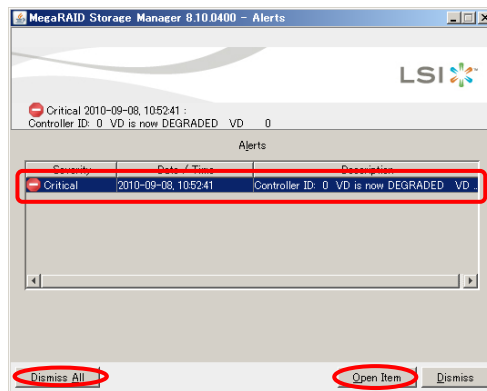 MegaRAID Storage Manager 8.10.0400 - Alerts
LSI
Critical 2010-09-08, 10:52:41 :
Controller ID: 0 VD is now DEGRADED VD 0
Alerts
Severity Date / Time Description
Critical 2010-09-08, 10:52:41 Controller ID: 0 VD is now DEGRADED VD ..
Dismiss All Open Item Dismiss